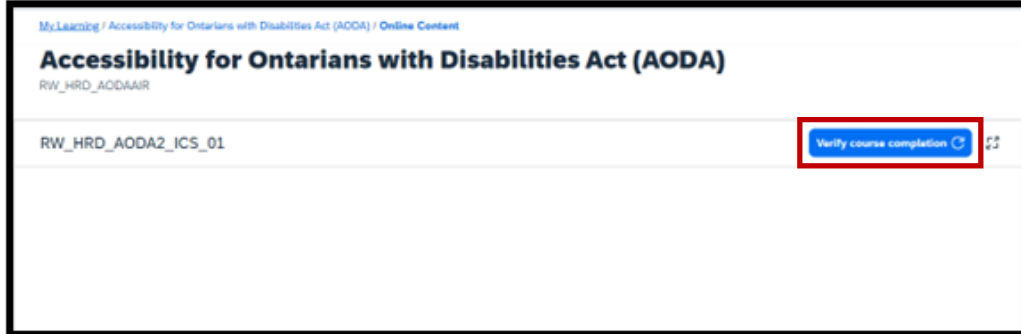 My Learning / Accessibility for Ontarians with Disabilities Act (AODA) / Online Content
Accessibility for Ontarians with Disabilities Act (AODA)
RW_HRD_AODAAIR
RW_HRD_AODA2_ICS_01
Verify course completion